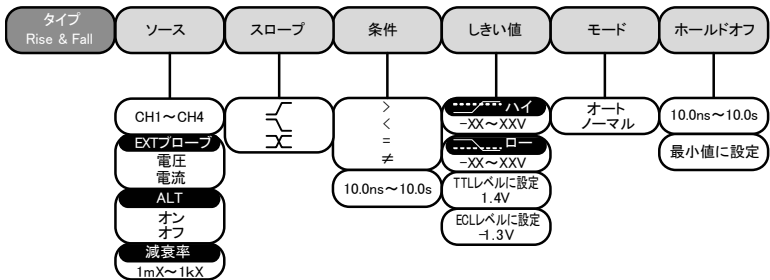 タイプ
Rise & Fall
ソース
スロープ
条件
しきい値
モード
ホールドオフ
CH1～CH4
EXTプローブ
電圧
電流
ALT
オン
オフ
減衰率
1mX～1kX
>
<
=
≠
10.0ns～10.0s
ハイ
-XX～XXV
ロー
-XX～XXV
TTLレベルに設定
1.4V
ECLレベルに設定
-1.3V
オート
ノーマル
10.0ns～10.0s
最小値に設定